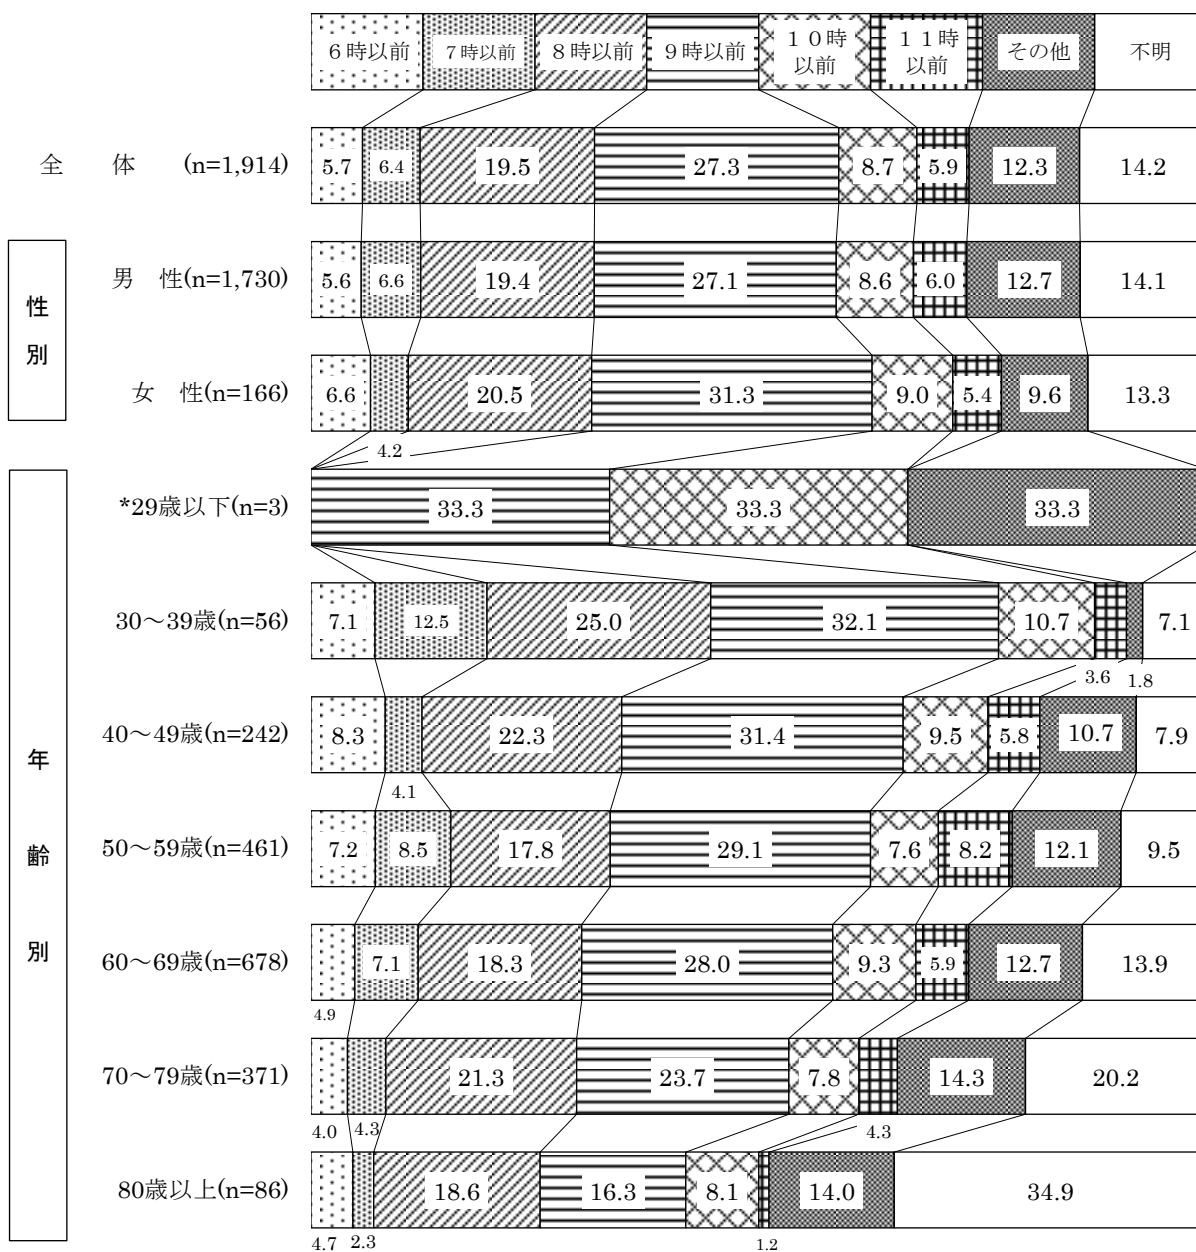 ６時以前 ７時以前 ８時以前 ９時以前 １０時以前 １１時以前 その他 不明
全 体 (n=1,914) 5.7 6.4 19.5 27.3 8.7 5.9 12.3 14.2
性別
男 性(n=1,730) 5.6 6.6 19.4 27.1 8.6 6.0 12.7 14.1
女 性(n=166) 6.6 20.5 31.3 9.0 5.4 9.6 13.3
4.2
年齢別
*29歳以下(n=3) 33.3 33.3 33.3
30～39歳(n=56) 7.1 12.5 25.0 32.1 10.7 7.1
3.6 1.8
40～49歳(n=242) 8.3 22.3 31.4 9.5 5.8 10.7 7.9
4.1
50～59歳(n=461) 7.2 8.5 17.8 29.1 7.6 8.2 12.1 9.5
60～69歳(n=678) 7.1 18.3 28.0 9.3 5.9 12.7 13.9
4.9
70～79歳(n=371) 21.3 23.7 7.8 14.3 20.2
4.0 4.3 4.3
80歳以上(n=86) 18.6 16.3 8.1 14.0 34.9
4.7 2.3 1.2